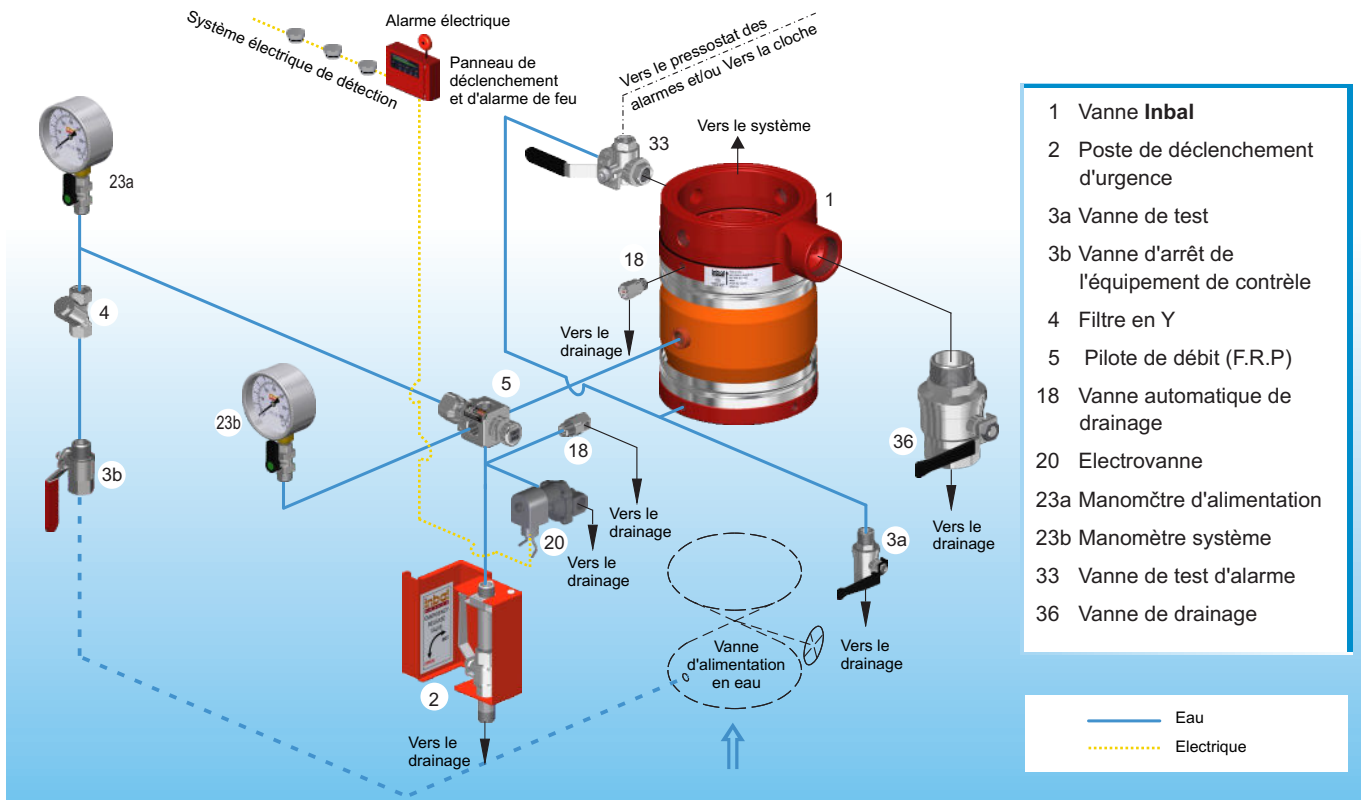 Système électrique de détection
Alarme électrique
Panneau de
déclenchement
et d'alarme de feu
Vers le pressostat des
alarmes et/ou Vers la cloche
33
Vers le système
1
23a
18
Vers le
drainage
4
5
23b
18
36
3b
Vers le
drainage
20
Vers le
drainage
3a
Vers le
drainage
inbal
EMERGENCY
RELEASE
VALVE
Vanne
d'alimentation
en eau
Vers le
drainage
2
Vers le
drainage
1 Vanne Inbal
2 Poste de déclenchement
d'urgence
3a Vanne de test
3b Vanne d'arrêt de
l'équipement de contrèle
4 Filtre en Y
5 Pilote de débit (F.R.P)
18 Vanne automatique de
drainage
20 Electrovanne
23a Manomčtre d'alimentation
23b Manomètre système
33 Vanne de test d'alarme
36 Vanne de drainage
Eau
Electrique